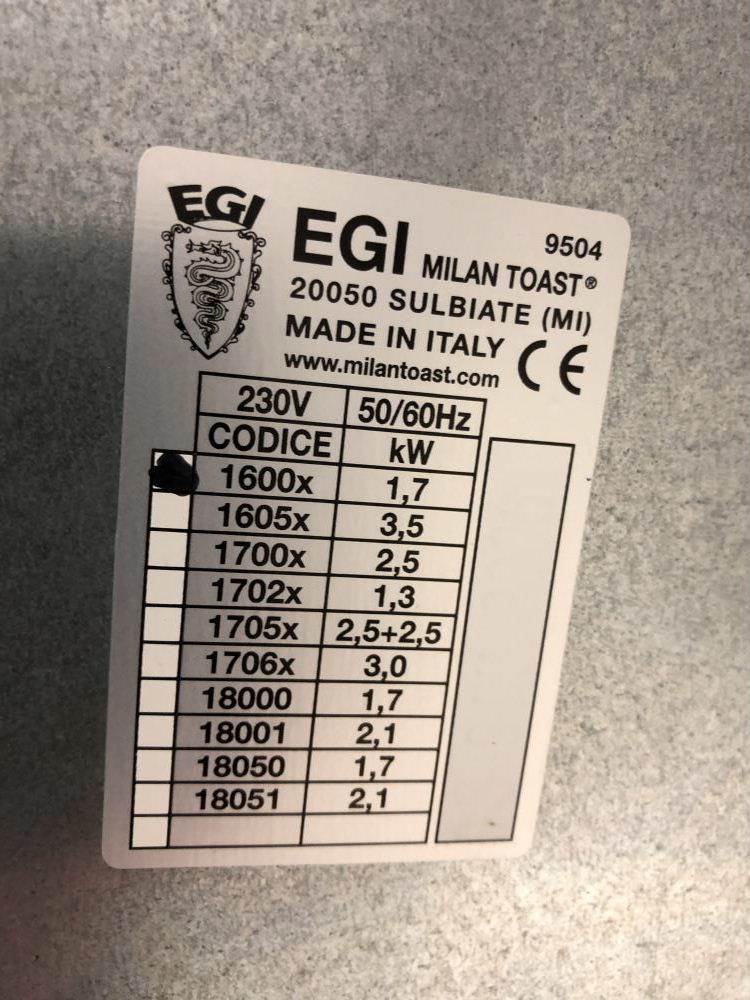 EGI
EGI MILAN TOAST®
9504
20050 SULBIATE (MI)
MADE IN ITALY
www.milantoast.com
CE
230V 50/60Hz
CODICE kW
1600x 1,7
1605x 3,5
1700x 2,5
1702x 1,3
1705x 2,5+2,5
1706x 3,0
18000 1,7
18001 2,1
18050 1,7
18051 2,1